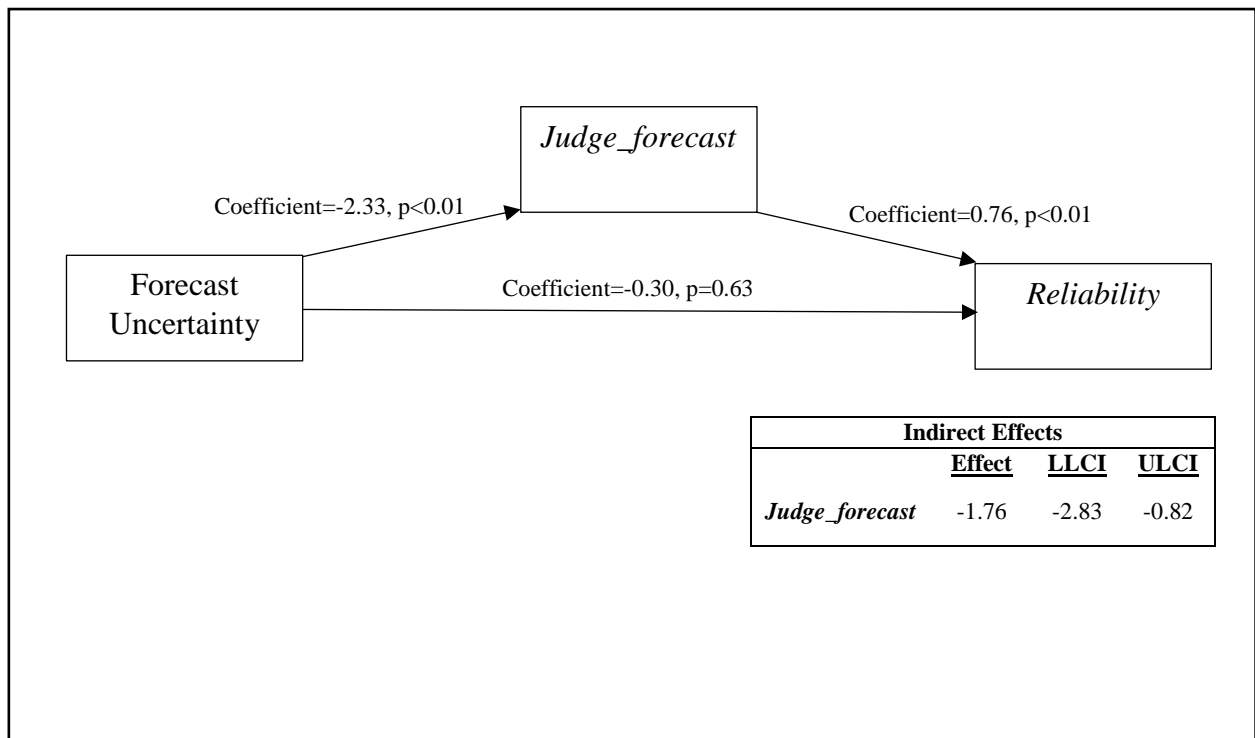 Judge_forecast
Coefficient=-2.33, p<0.01
Coefficient=0.76, p<0.01
Forecast
Uncertainty
Coefficient=-0.30, p=0.63
Reliability
Indirect Effects
Effect LLCI ULCI
Judge_forecast -1.76 -2.83 -0.82